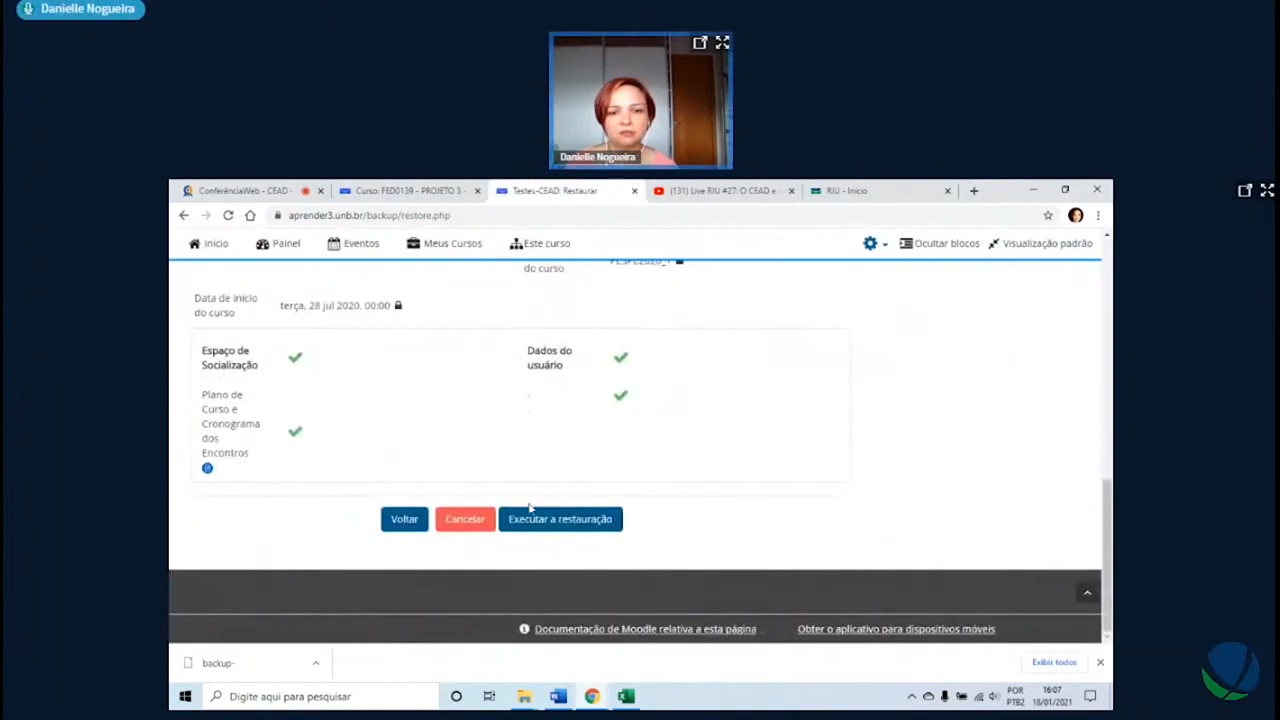 Danielle Nogueira
Danielle Nogueira
ConferênciaWeb - CEAD -
Curso: FED0139 - PROJETO 3 -
Testes-CEAD: Restaurar
(131) Live RIU #27: O CEAD e
RIU - Início
aprender3.unb.br/backup/restore.php
Início
Painel
Eventos
Meus Cursos
Este curso
Ocultar blocos
Visualização padrão
do curso
Data de início
do curso
terça, 28 jul 2020, 00:00
Espaço de
Socialização
Dados do
usuário
Plano de
Curso e
Cronograma
dos
Encontros
-
Voltar
Cancelar
Executar a restauração
Documentação de Moodle relativa a esta página
Obter o aplicativo para dispositivos móveis
backup-
Exibir todos
Digite aqui para pesquisar
POR
PTB2
16:07
18/01/2021